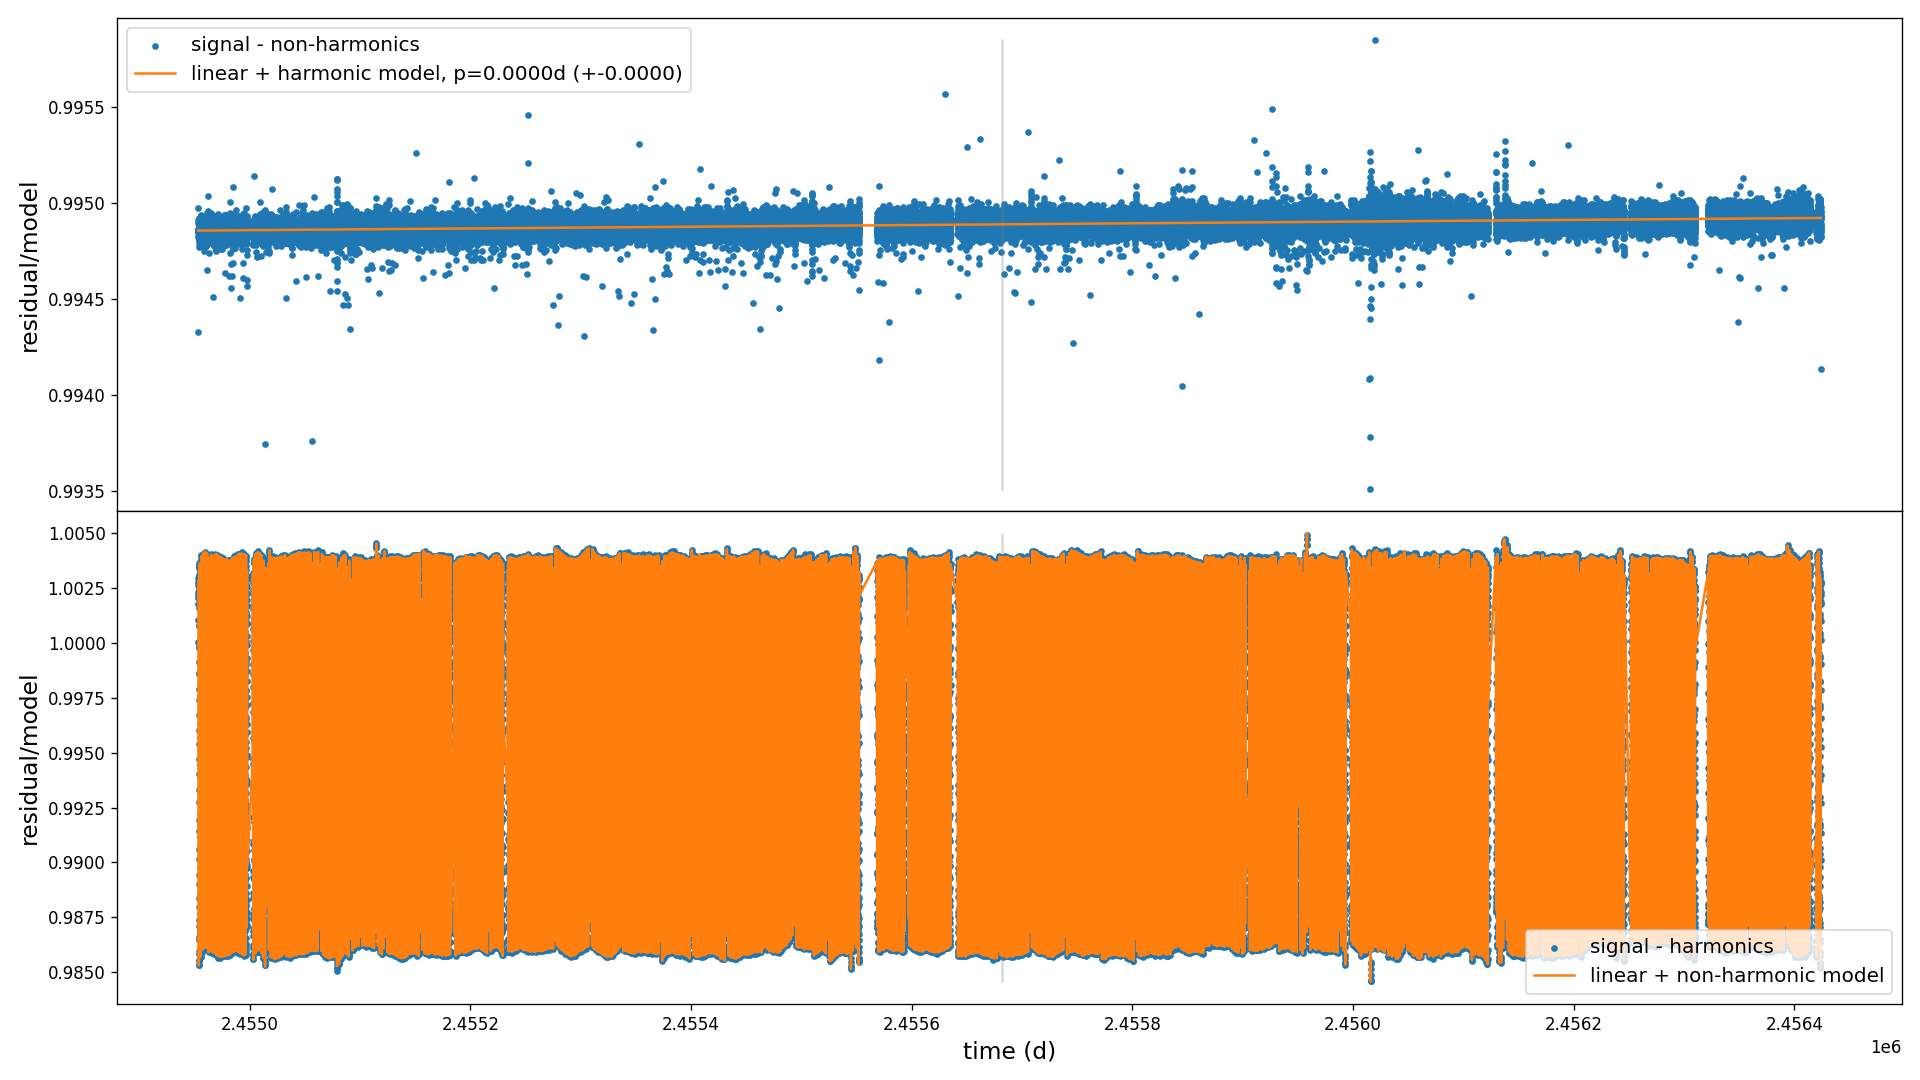 signal - non-harmonics
linear + harmonic model, p=0.0000d (+-0.0000)
residual/model
0.9955
0.9950
0.9945
0.9940
0.9935
residual/model
1.0050
1.0025
1.0000
0.9975
0.9950
0.9925
0.9900
0.9875
0.9850
signal - harmonics
linear + non-harmonic model
2.4550
2.4552
2.4554
2.4556
2.4558
2.4560
2.4562
2.4564
1e6
time (d)